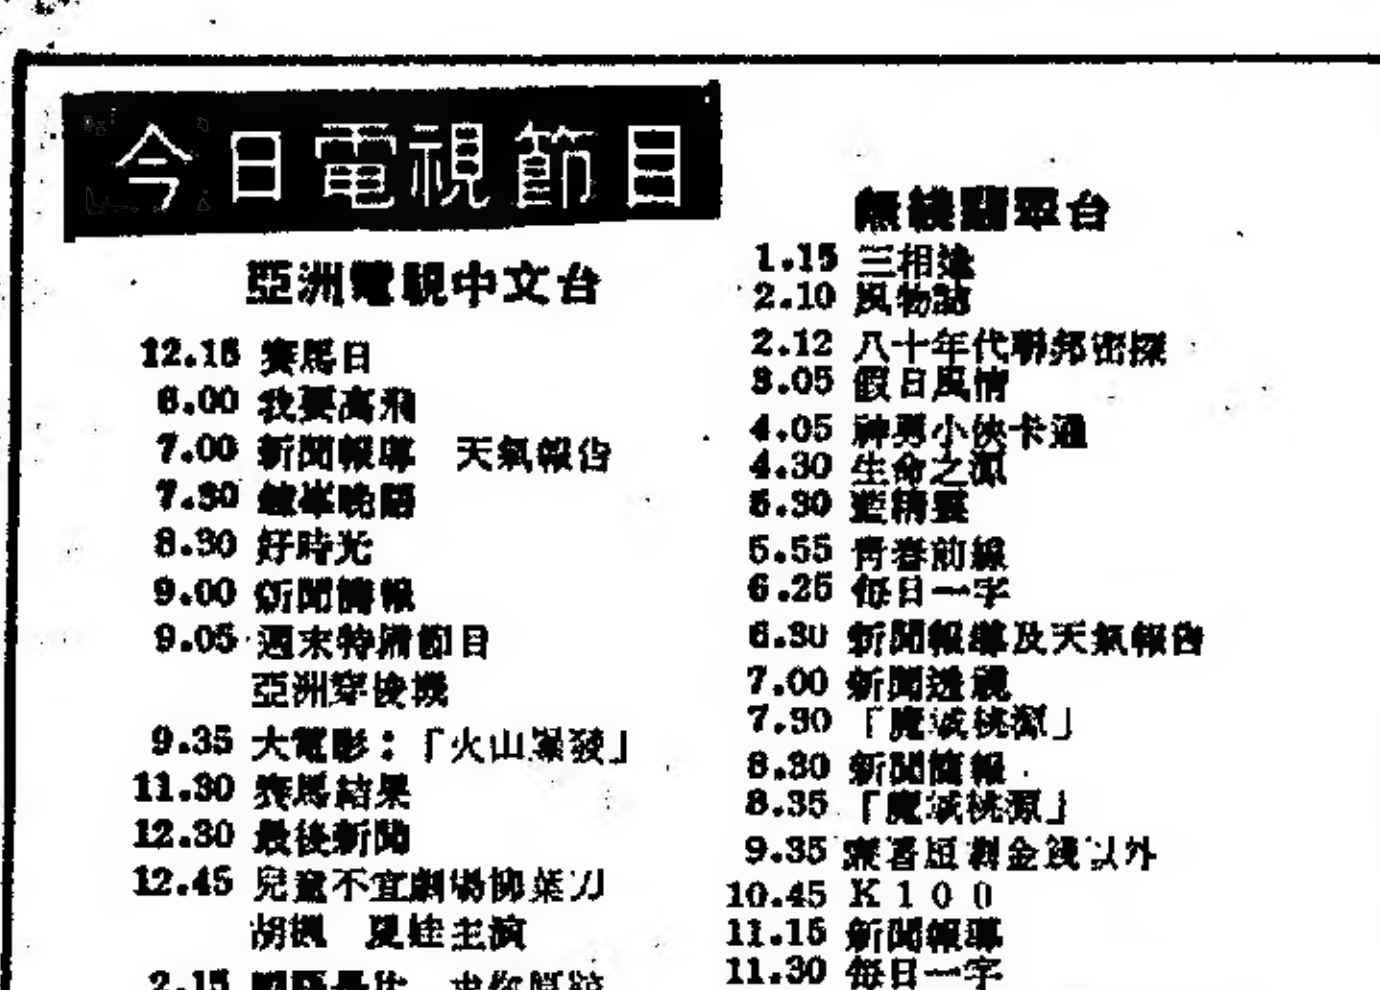 今日電視節目
亞洲電視中文台
12.15 賽馬日
6.00 我要高飛
7.00 新聞報導 天氣報告
7.30
8.30 好時光
9.00 新聞簡報
9.05 週末特備節目
亞洲穿梭機
9.35 大電影：「火山爆發」
11.30 賽馬結果
12.30 最後新聞
12.45 兒童不宜劇場柳葉刀
胡楓 夏娃主演
2.15
無綫翡翠台
1.15 三相逢
2.10 風物誌
2.12 八十年代聯邦密探
3.05 假日風情
4.05 神勇小俠卡通
4.30 生命之源
5.30 藍精靈
5.55 青春前線
6.25 每日一字
6.30 新聞報導及天氣報告
7.00 新聞透視
7.30 「魔域桃源」
8.30 新聞簡報
8.35 「魔域桃源」
9.35 金錢以外
10.45 K100
11.15 新聞報導
11.30 每日一字